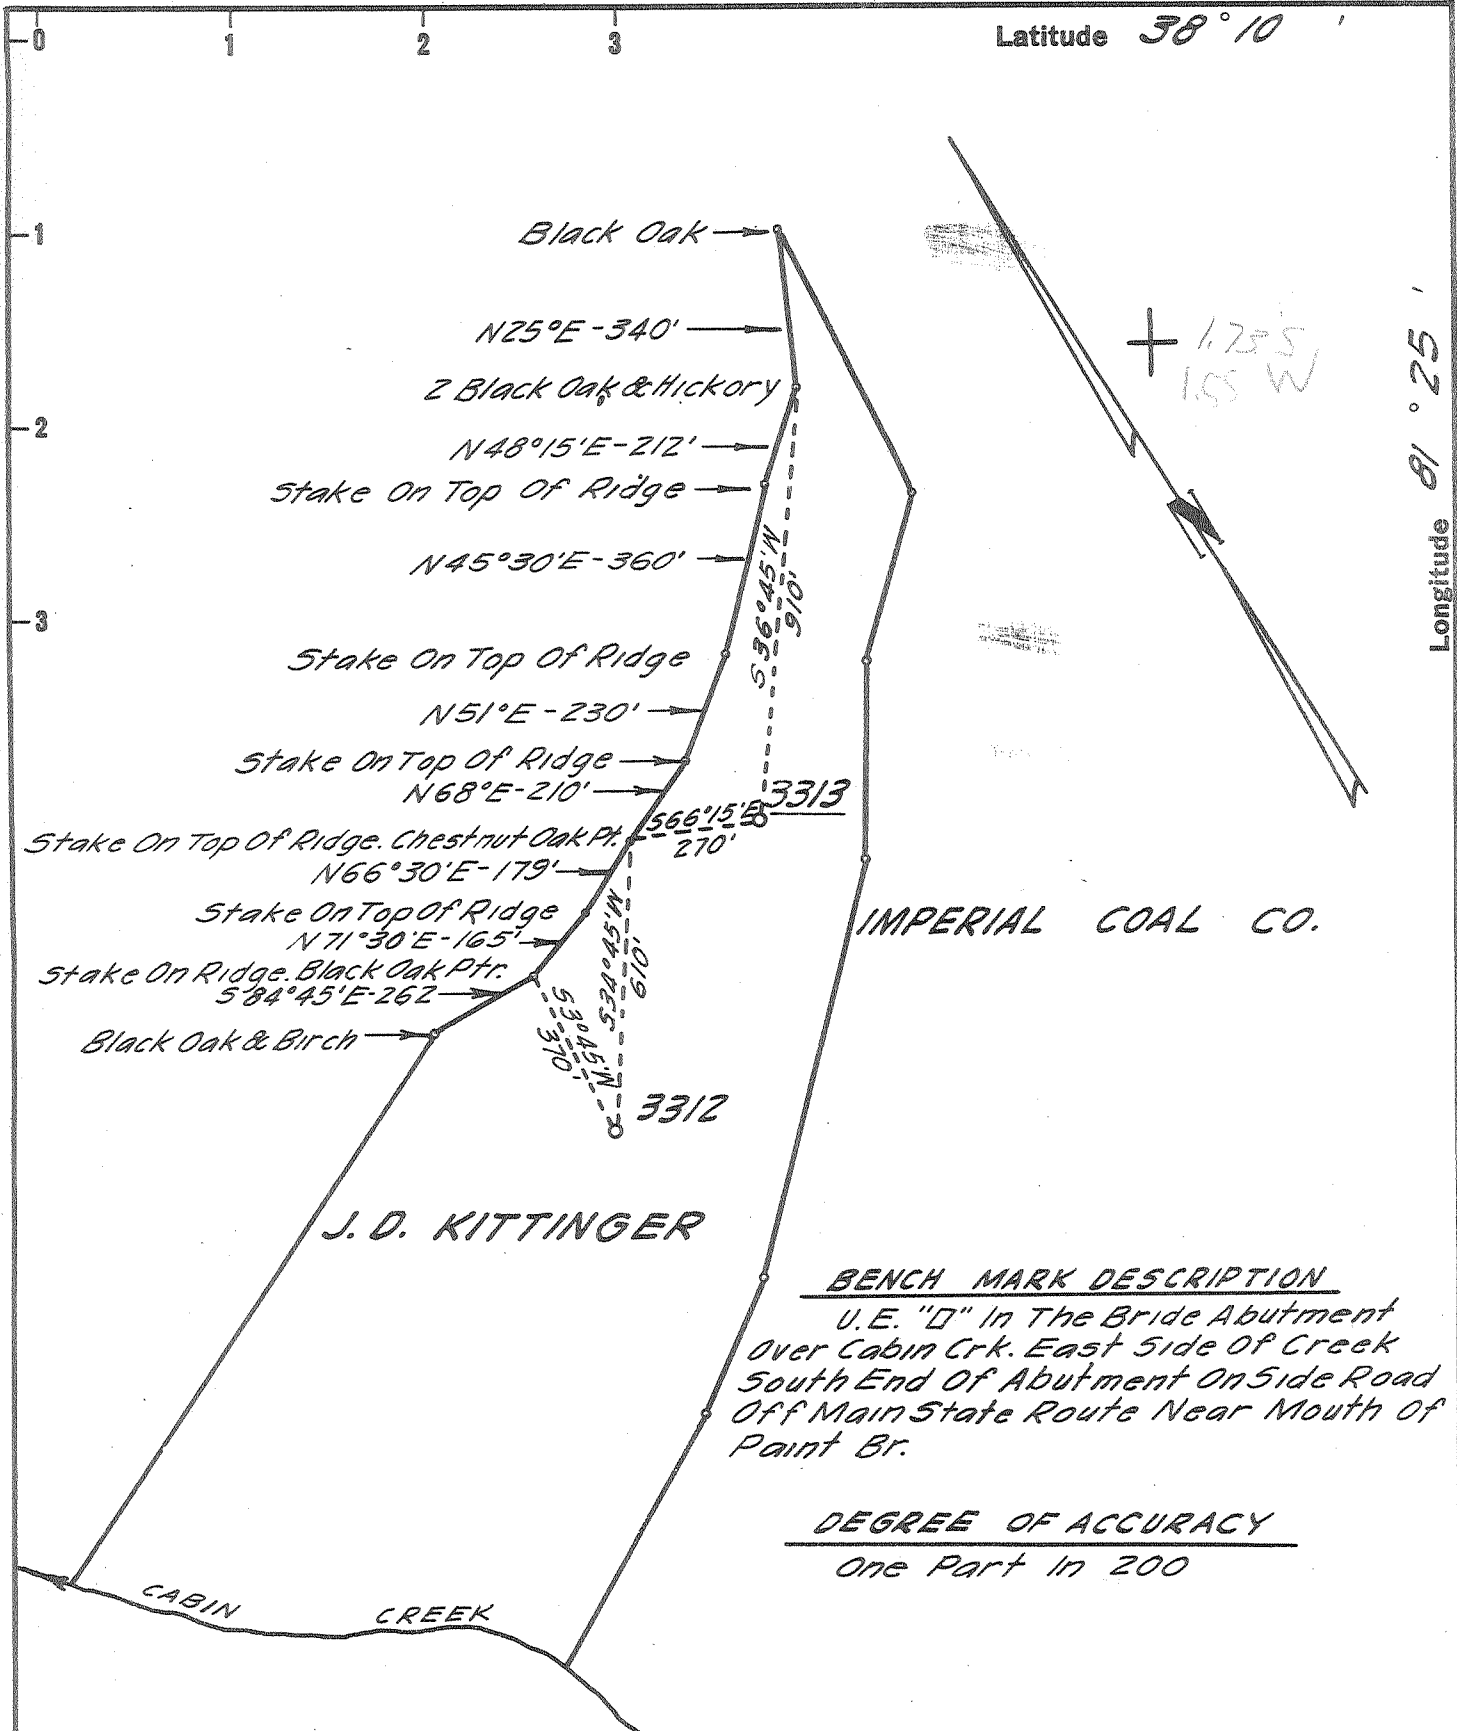 0 1 2 3 Latitude 38°10 '
1
2
3
Longitude 81°25'
1.75 S
1.55 W
N
Black Oak
N25°E-340'
2 Black Oak & Hickory
N48°15'E-212'
Stake On Top Of Ridge
N45°30'E-360'
Stake On Top Of Ridge
N51°E-230'
Stake On Top Of Ridge
N68°E-210'
Stake On Top Of Ridge. Chestnut Oak Pt.
N66°30'E-179'
Stake On Top Of Ridge
N71°30'E-165'
Stake On Ridge. Black Oak Ptr.
S84°45'E-262
Black Oak & Birch
S36°45'W
910'
S66°15'E
270'
3313
S34°45'W
610'
S3°45'W
370'
3312
IMPERIAL COAL CO.
J.D. KITTINGER
BENCH MARK DESCRIPTION
U.E. "□" In The Bride Abutment
Over Cabin Crk. East Side Of Creek
South End Of Abutment On Side Road
Off Main State Route Near Mouth Of
Paint Br.
DEGREE OF ACCURACY
One Part In 200
CABIN CREEK